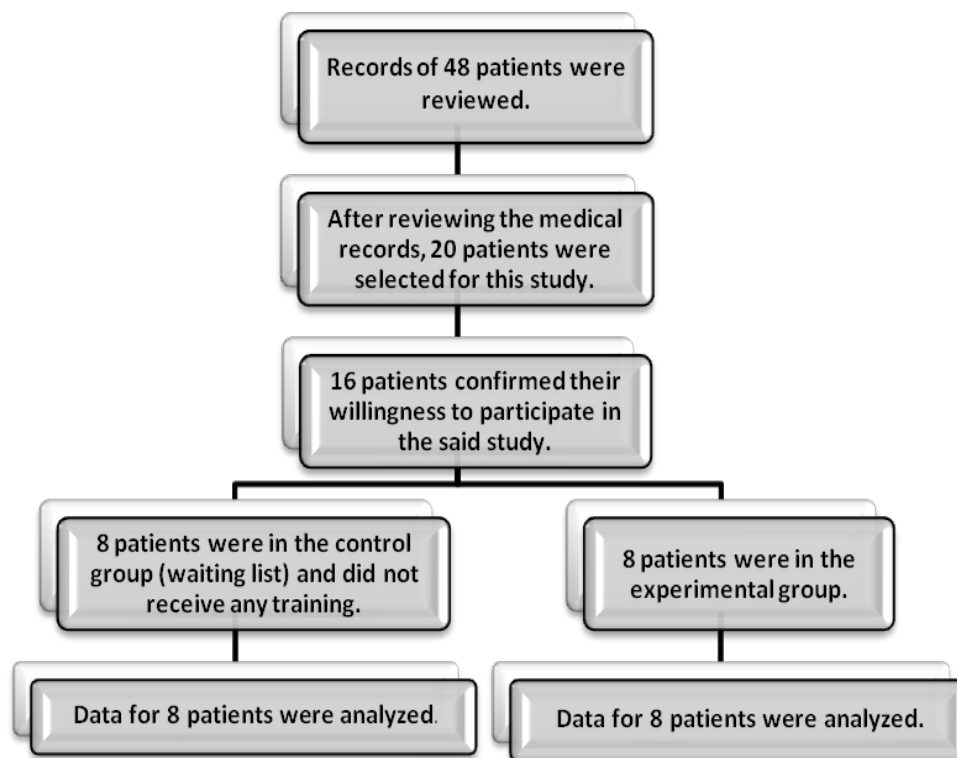 Records of 48 patients were
reviewed.
After reviewing the medical
records, 20 patients were
selected for this study.
16 patients confirmed their
willingness to participate in
the said study.
8 patients were in the control
group (waiting list) and did not
receive any training.
8 patients were in the
experimental group.
Data for 8 patients were analyzed.
Data for 8 patients were analyzed.